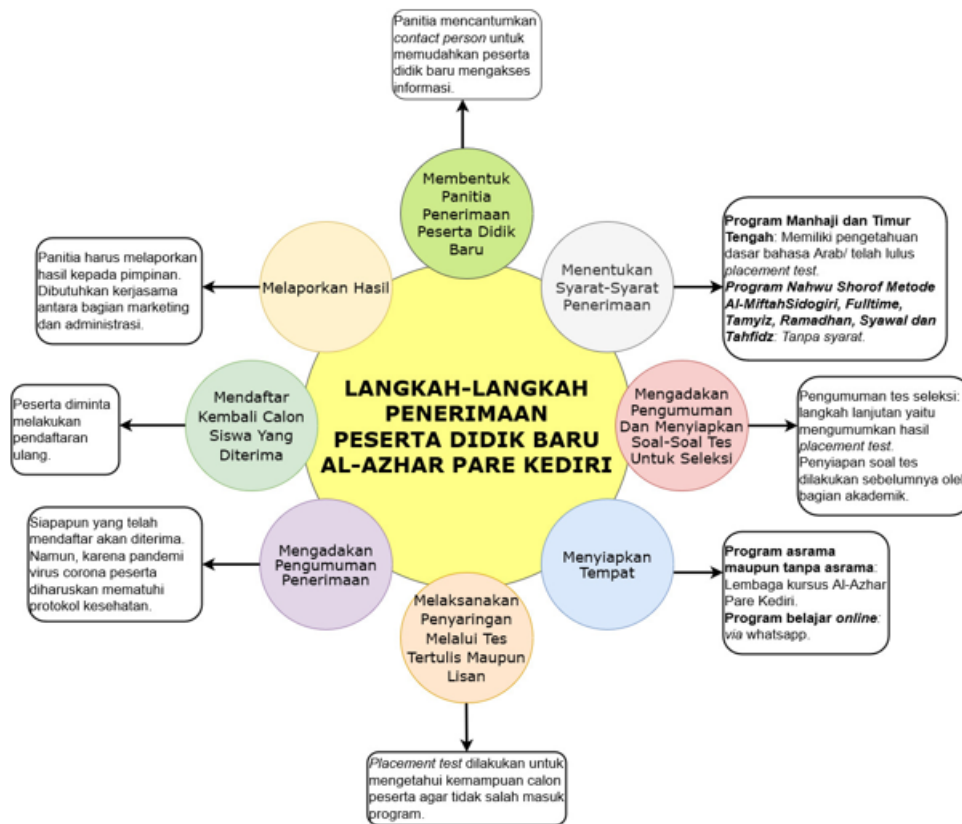 Panitia mencantumkan
contact person untuk
memudahkan peserta
didik baru mengakses
informasi.
Membentuk
Panitia
Penerimaan
Peserta Didik
Baru
Menentukan
Syarat-Syarat
Penerimaan
Program Manhaji dan Timur
Tengah: Memiliki pengetahuan
dasar bahasa Arab/ telah lulus
placement test.
Program Nahwu Shorof Metode
Al-MiftahSidogiri, Fulltime,
Tamyiz, Ramadhan, Syawal dan
Tahfidz: Tanpa syarat.
Mengadakan
Pengumuman
Dan Menyiapkan
Soal-Soal Tes
Untuk Seleksi
Pengumuman tes seleksi:
langkah lanjutan yaitu
mengumumkan hasil
placement test.
Penyiapan soal tes
dilakukan sebelumnya ole
bagian akademik.
Menyiapkan
Tempat
Program asrama
maupun tanpa asrama:
Lembaga kursus Al-Azhar
Pare Kediri.
Program belajar online:
via whatsapp.
Melaksanakan
Penyaringan
Melalui Tes
Tertulis Maupun
Lisan
Placement test dilakukan untuk
mengetahui kemampuan calon
peserta agar tidak salah masuk
program.
Mengadakan
Pengumuman
Penerimaan
Siapapun yang telah
mendaftar akan diterima.
Namun, karena pandemi
virus corona peserta
diharuskan mematuhi
protokol kesehatan.
Mendaftar
Kembali Calon
Siswa Yang
Diterima
Peserta diminta
melakukan
pendaftaran
ulang.
Melaporkan Hasil
Panitia harus melaporkan
hasil kepada pimpinan.
Dibutuhkan kerjasama
antara bagian marketing
dan administrasi.
LANGKAH-LANGKAH
PENERIMAAN
PESERTA DIDIK BARU
AL-AZHAR PARE KEDIRI